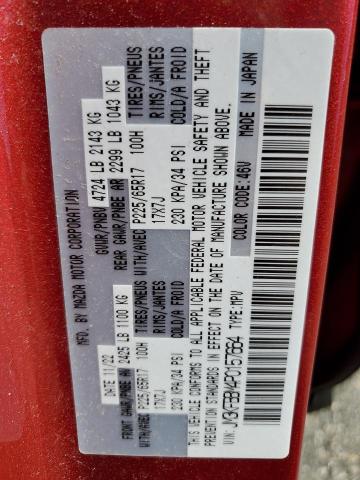 MFD. BY MAZDA MOTOR CORPORATION
DATE 11/22 GVWR/PNBV 4724 LB 2143 KG
FRONT GAWR/PNBE AV 2425 LB 1100 KG REAR GAWR/PNBE AR 2299 LB 1043 KG
WITH/AVEC P225/65R17 100H TIRES/PNEUS WITH/AVEC P225/65R17 100H TIRES/PNEUS
17X7J RIMS/JANTES 17X7J RIMS/JANTES
230 KPA/34 PSI COLD/A FROID 230 KPA/34 PSI COLD/A FROID
THIS VEHICLE CONFORMS TO ALL APPLICABLE FEDERAL MOTOR VEHICLE SAFETY AND THEFT
PREVENTION STANDARDS IN EFFECT ON THE DATE OF MANUFACTURE SHOWN ABOVE.
VIN: TYPE:MPV COLOR CODE:46V MADE IN JAPAN